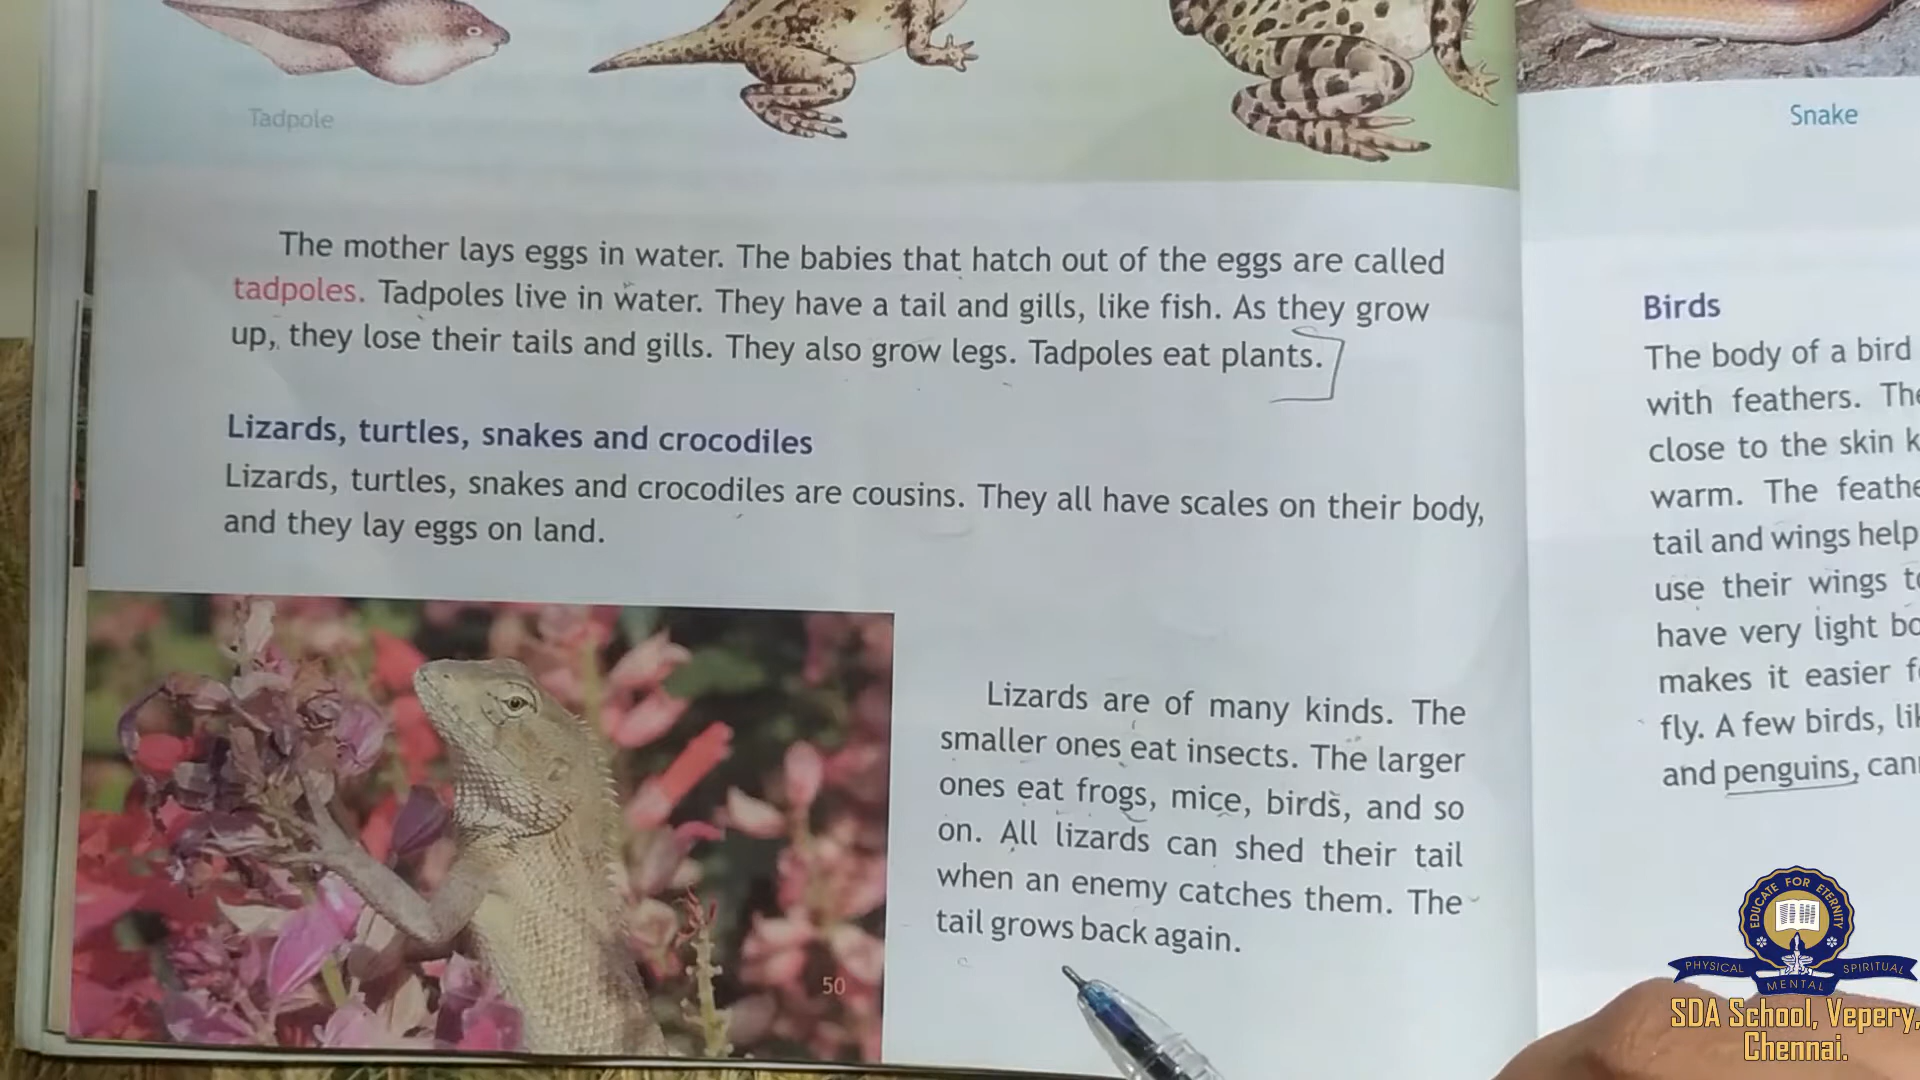 Tadpole
The mother lays eggs in water. The babies that hatch out of the eggs are called
tadpoles. Tadpoles live in water. They have a tail and gills, like fish. As they grow
up, they lose their tails and gills. They also grow legs. Tadpoles eat plants.
Lizards, turtles, snakes and crocodiles
Lizards, turtles, snakes and crocodiles are cousins. They all have scales on their body,
and they lay eggs on land.
Lizards are of many kinds. The
smaller ones eat insects. The larger
ones eat frogs, mice, birds, and so
on. All lizards can shed their tail
when an enemy catches them. The
tail grows back again.
50
Snake
Birds
The body of a bird
with feathers.
close to the skin
warm. The
tail and wings help
use their wings
have very light
makes it easier
fly. A few birds,
and penguins,
EDUCATE FOR ETERNITY
PHYSICAL
MENTAL
SPIRITUAL
SDA School, Vepery,
Chennai.